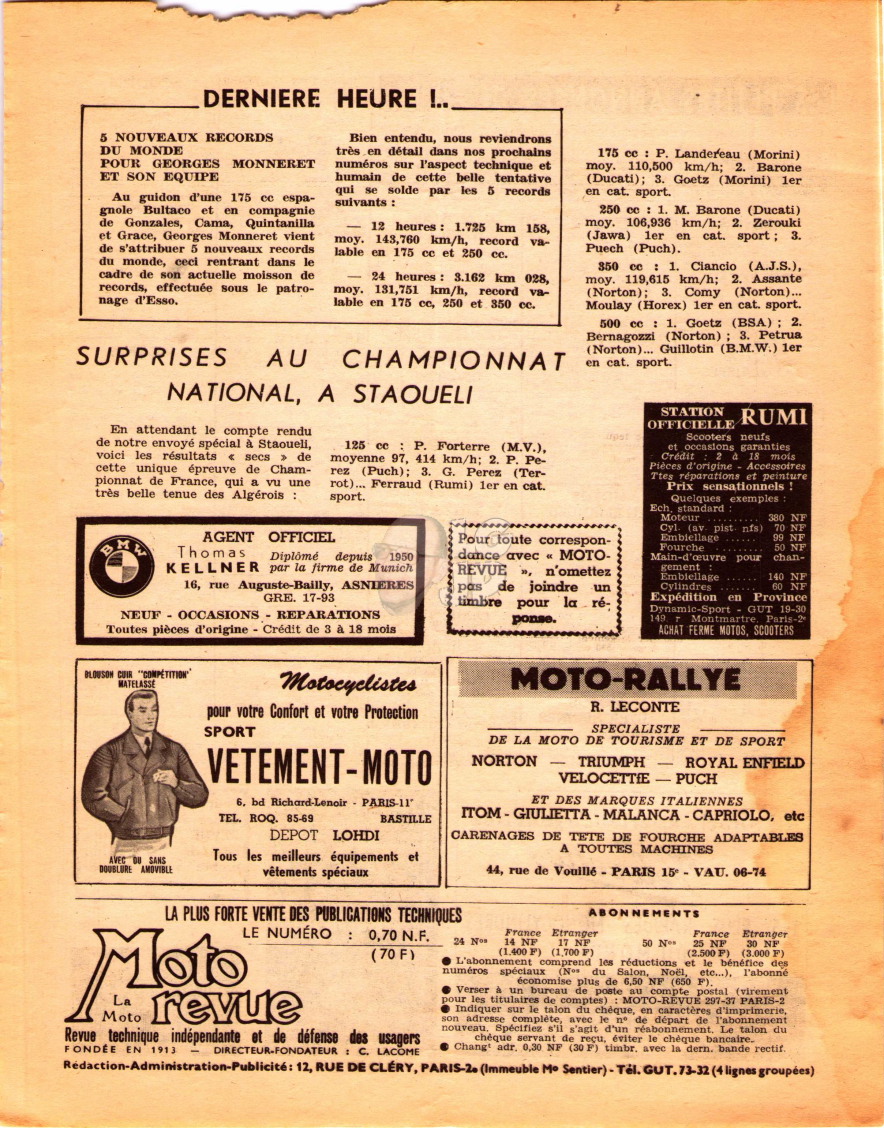 DERNIERE HEURE !..
5 NOUVEAUX RECORDS
DU MONDE
POUR GEORGES MONNERET
ET SON EQUIPE
Au guidon d'une 175 cc espa-
gnole Bultaco et en compagnie
de Gonzales, Cama, Quintanilla
et Grace, Georges Monneret vient
de s'attribuer 5 nouveaux records
du monde, ceci rentrant dans le
cadre de son actuelle moisson de
records, effectuée sous le patro-
nage d'Esso.
Bien entendu, nous reviendrons
très en détail dans nos prochains
numéros sur l'aspect technique et
humain de cette belle tentative
qui se solde par les 5 records
suivants :
— 12 heures : 1.725 km 158,
moy. 143,760 km/h, record va-
lable en 175 cc et 250 cc.
— 24 heures : 3.162 km 028,
moy. 131,751 km/h, record va-
lable en 175 cc, 250 et 350 cc.
SURPRISES AU CHAMPIONNAT
NATIONAL, A STAOUELI
En attendant le compte rendu
de notre envoyé spécial à Staoueli,
voici les résultats « secs » de
cette unique épreuve de Cham-
pionnat de France, qui a vu une
très belle tenue des Algérois :
125 cc : P. Forterre (M.V.),
moyenne 97, 414 km/h; 2. P. Pe-
rez (Puch); 3. G. Perez (Ter-
rot)... Ferraud (Rumi) 1er en cat.
sport.
175 cc : P. Landereau (Morini)
moy. 110,500 km/h; 2. Barone
(Ducati); 3. Goetz (Morini) 1er
en cat. sport.
250 cc : 1. M. Barone (Ducati)
moy. 106,936 km/h; 2. Zerouki
(Jawa) 1er en cat. sport; 3.
Puech (Puch).
350 cc : 1. Ciancio (A.J.S.),
moy. 119,615 km/h; 2. Assante
(Norton); 3. Comy (Norton)...
Moulay (Horex) 1er en cat. sport.
500 cc : 1. Goetz (BSA) ; 2.
Bernagozzi (Norton) ; 3. Petrua
(Norton)... Guillotin (B.M.W.) 1er
en cat. sport.
STATION
OFFICIELLE RUMI
Scooters neufs
et occasions garanties
Crédit : 2 à 18 mois
Pièces d'origine - Accessoires
Ttes réparations et peinture
Prix sensationnels !
Quelques exemples :
Ech. standard :
Moteur .......... 380 NF
Cyl. (av. pist. nfs) 70 NF
Embiellage ...... 99 NF
Fourche ......... 50 NF
Main-d'œuvre pour chan-
gement :
Embiellage ...... 140 NF
Cylindres ....... 60 NF
Expédition en Province
Dynamic-Sport - GUT 19-30
149 r Montmartre. Paris-2e
ACHAT FERME MOTOS, SCOOTERS
BMW
AGENT OFFICIEL
Thomas KELLNER
Diplômé depuis 1950
par la firme de Munich
16, rue Auguste-Bailly, ASNIERES
GRE. 17-93
NEUF - OCCASIONS - REPARATIONS
Toutes pièces d'origine - Crédit de 3 à 18 mois
Pour toute correspon-
dance avec « MOTO-
REVUE », n'omettez
pas de joindre un
timbre pour la ré-
ponse.
BLOUSON CUIR "COMPÉTITION"
MATELASSÉ
AVEC OU SANS
DOUBLURE AMOVIBLE
Motocyclistes
pour votre Confort et votre Protection
SPORT
VETEMENT-MOTO
6, bd Richard-Lenoir - PARIS-11e
TEL. ROQ. 85-69 BASTILLE
DEPOT LOHDI
Tous les meilleurs équipements et
vêtements spéciaux
MOTO-RALLYE
R. LECONTE
SPECIALISTE
DE LA MOTO DE TOURISME ET DE SPORT
NORTON — TRIUMPH — ROYAL ENFIELD
VELOCETTE — PUCH
ET DES MARQUES ITALIENNES
ITOM - GIULIETTA - MALANCA - CAPRIOLO, etc
CARENAGES DE TETE DE FOURCHE ADAPTABLES
A TOUTES MACHINES
44, rue de Vouillé - PARIS 15e - VAU. 06-74
LA PLUS FORTE VENTE DES PUBLICATIONS TECHNIQUES
LE NUMÉRO : 0,70 N.F.
(70 F)
Moto revue
La Moto
Revue technique indépendante et de défense des usagers
FONDÉE EN 1913 — DIRECTEUR-FONDATEUR : C. LACOME
ABONNEMENTS
France Etranger France Etranger
24 Nos 14 NF 17 NF 50 Nos 25 NF 30 NF
(1.400 F) (1,700 F) (2.500 F) (3.000 F)
● L'abonnement comprend les réductions et le bénéfice des
numéros spéciaux (Nos du Salon, Noël, etc...), l'abonné
économise plus de 6,50 NF (650 F).
● Verser à un bureau de poste au compte postal (virement
pour les titulaires de comptes) : MOTO-REVUE 297-37 PARIS-2
● Indiquer sur le talon du chèque, en caractères d'imprimerie,
son adresse complète, avec le nº de départ de l'abonnement
nouveau. Spécifiez s'il s'agit d'un réabonnement. Le talon du
chèque servant de reçu, éviter le chèque bancaire.
● Changt adr. 0,30 NF (30 F) timbr. avec la dern. bande rectif.
Rédaction-Administration-Publicité : 12, RUE DE CLÉRY, PARIS-2e (Immeuble Mo Sentier) - Tél. GUT. 73-32 (4 lignes groupées)